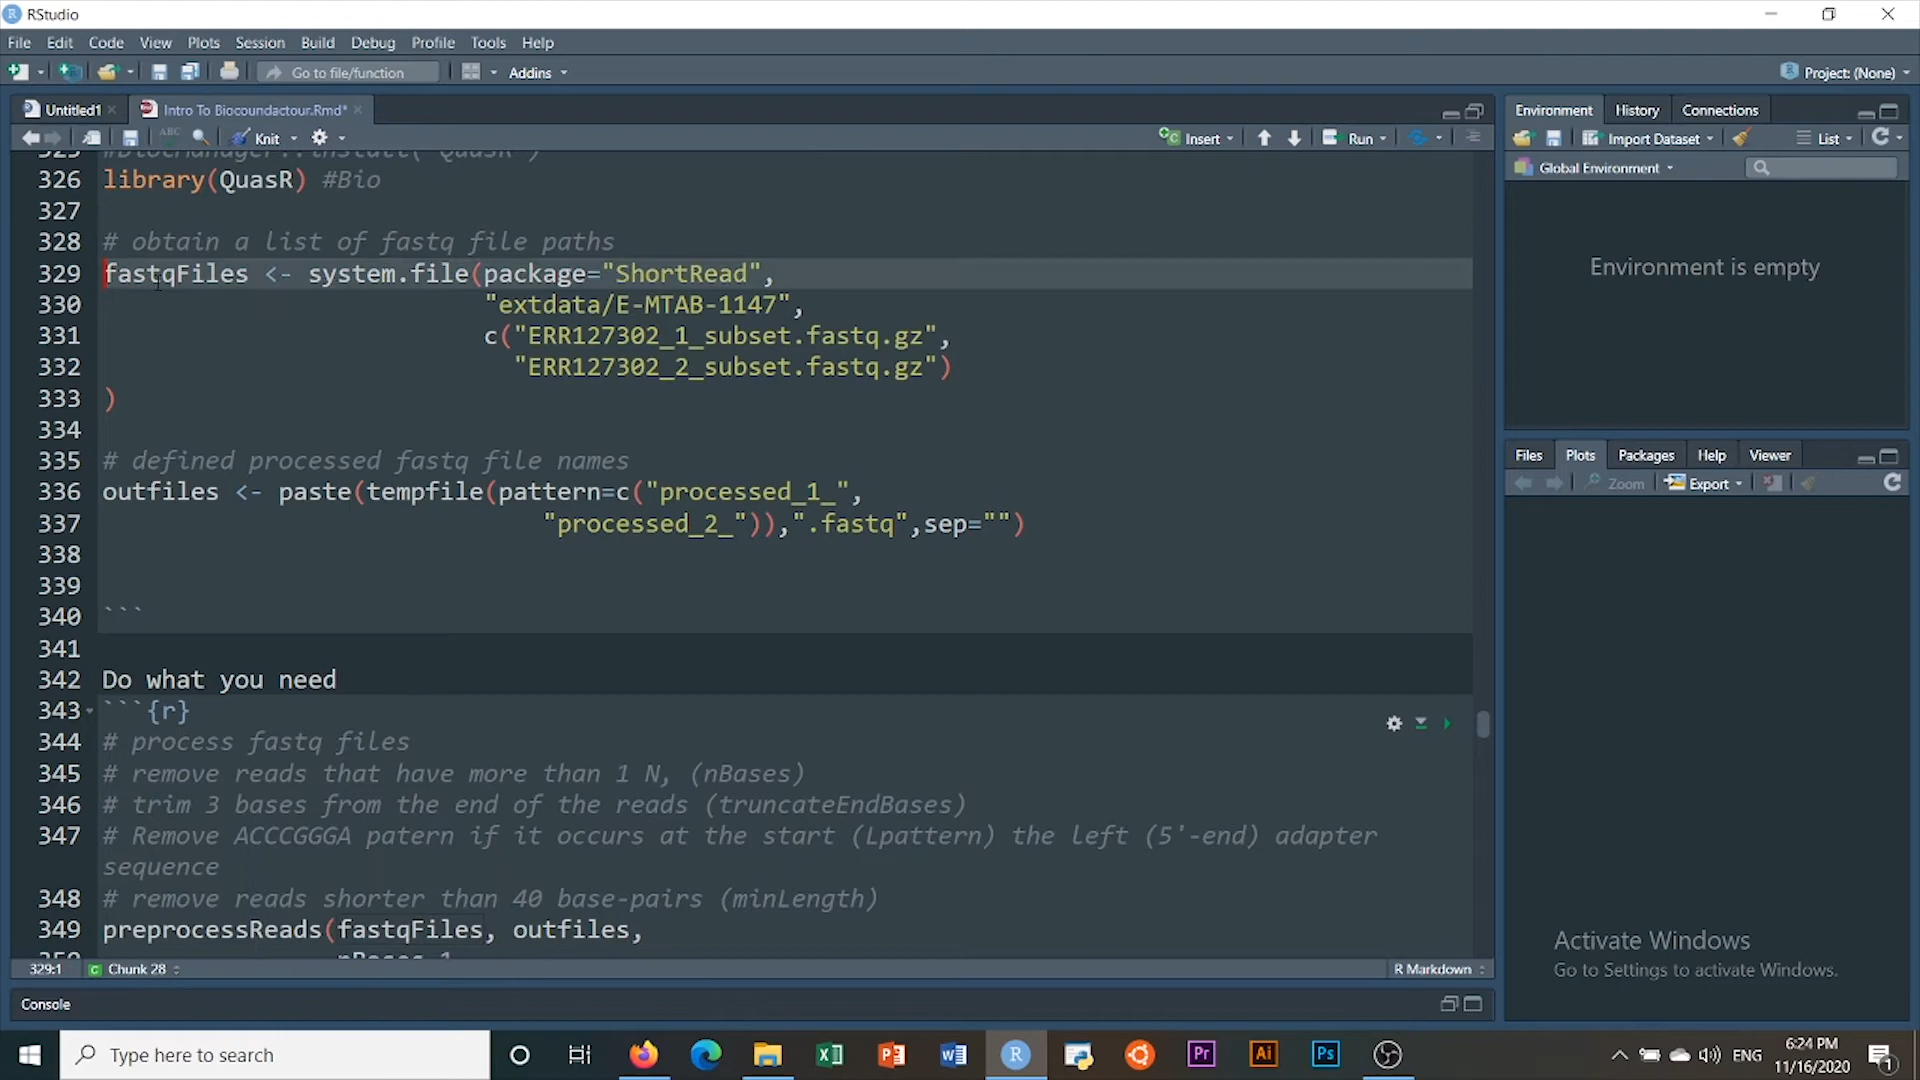 RStudio
File Edit Code View Plots Session Build Debug Profile Tools Help
Go to file/function Addins Project: (None)
Untitled1 Intro To Biocoundactour.Rmd* Environment History Connections
ABC Knit Insert Run Import Dataset List
Global Environment
326 library(QuasR) #Bio
327
328 # obtain a list of fastq file paths
329 fastqFiles <- system.file(package="ShortRead",
330 "extdata/E-MTAB-1147",
331 c("ERR127302_1_subset.fastq.gz",
332 "ERR127302_2_subset.fastq.gz")
333 )
334
335 # defined processed fastq file names
336 outfiles <- paste(tempfile(pattern=c("processed_1_",
337 "processed_2_")),".fastq",sep="")
338
339
340 ```
341
342 Do what you need
343 ```{r}
344 # process fastq files
345 # remove reads that have more than 1 N, (nBases)
346 # trim 3 bases from the end of the reads (truncateEndBases)
347 # Remove ACCCGGGA patern if it occurs at the start (Lpattern) the left (5'-end) adapter
sequence
348 # remove reads shorter than 40 base-pairs (minLength)
349 preprocessReads(fastqFiles, outfiles,
329:1 Chunk 28 R Markdown
Console
Environment is empty
Files Plots Packages Help Viewer
Zoom Export
Activate Windows
Go to Settings to activate Windows.
Type here to search
ENG
6:24 PM
11/16/2020
1